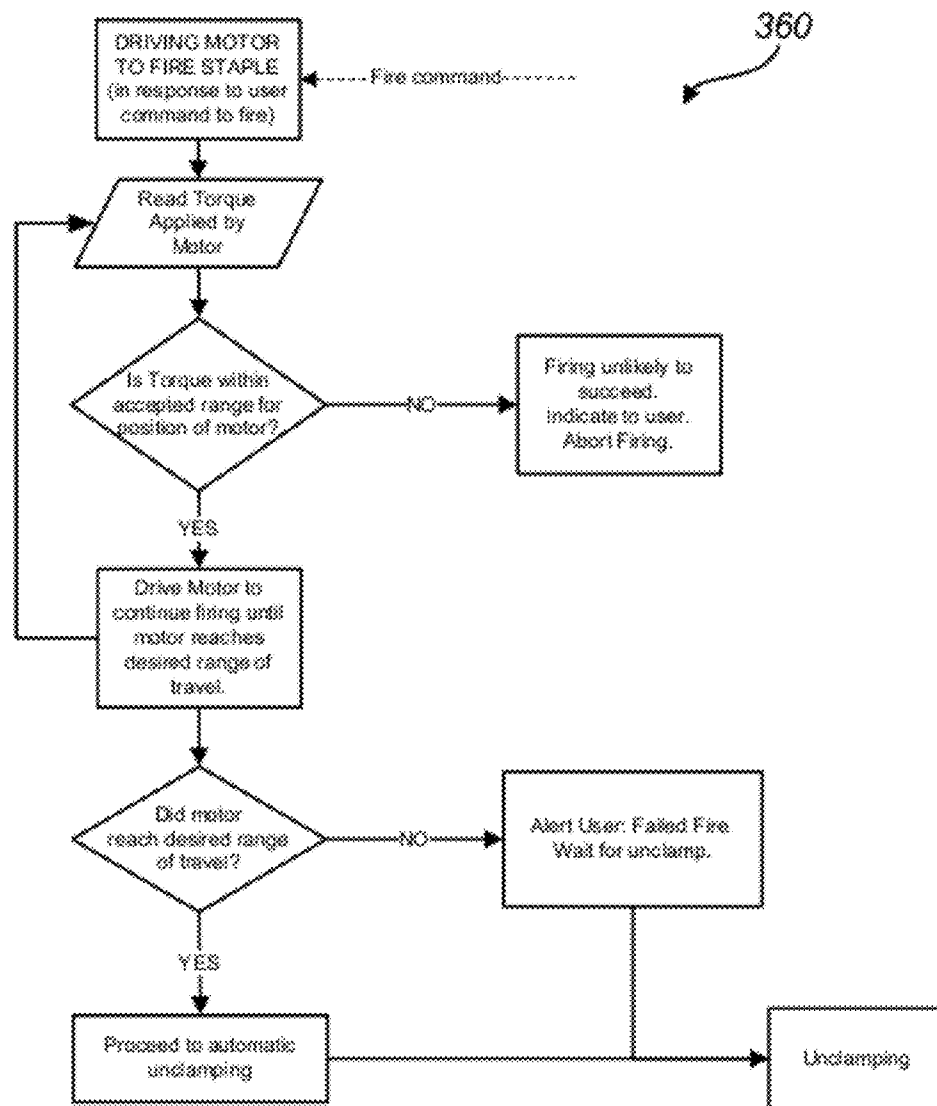 360
DRIVING MOTOR
TO FIRE STAPLE
(in response to user
command to fire)
Fire command
Read Torque
Applied by
Motor
Is Torque within
accepted range for
position of motor?
NO
Firing unlikely to
succeed.
indicate to user.
Abort Firing.
YES
Drive Motor to
continue firing until
motor reaches
desired range of
travel.
Did motor
reach desired range
of travel?
NO
Alert User: Failed Fire
Wait for unclamp.
YES
Proceed to automatic
unclamping
Unclamping